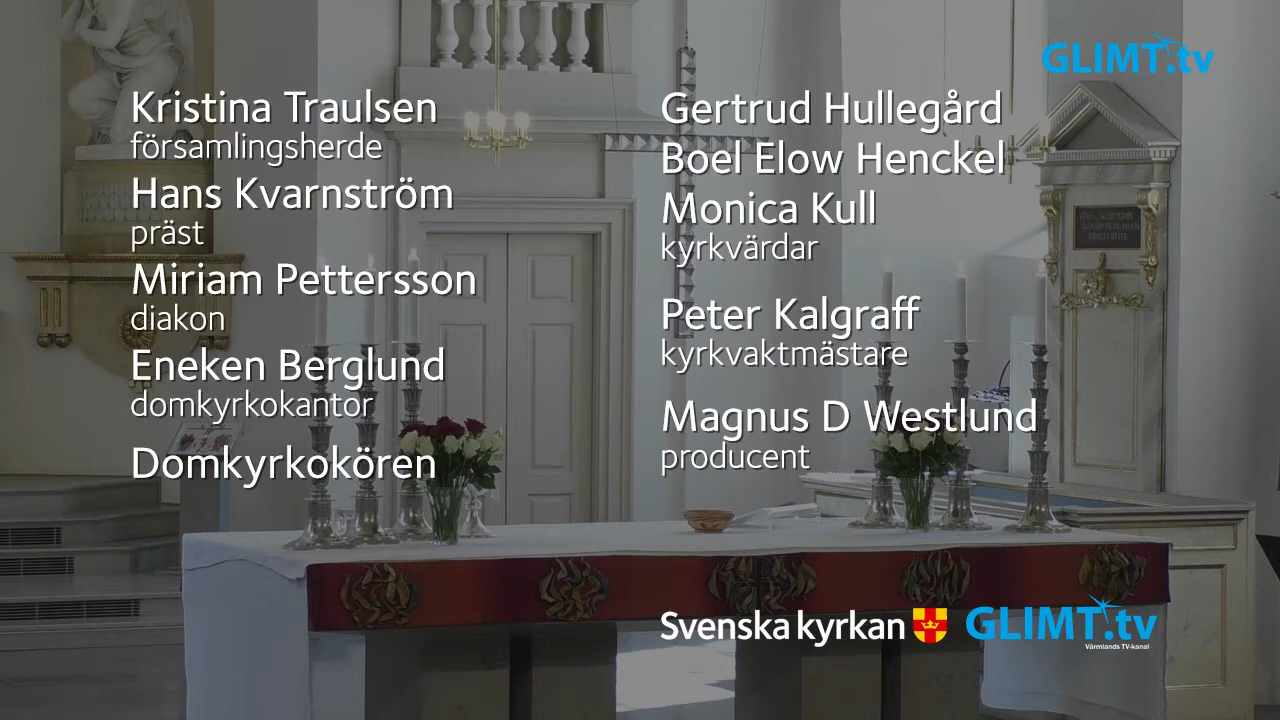 GLIMT.tv
Kristina Traulsen
församlingsherde
Hans Kvarnström
präst
Miriam Pettersson
diakon
Eneken Berglund
domkyrkokantor
Domkyrkokören
Gertrud Hullegård
Boel Elow Henckel
Monica Kull
kyrkvärdar
Peter Kalgraff
kyrkvaktmästare
Magnus D Westlund
producent
Svenska kyrkan
GLIMT.tv
Värmlands TV-kanal